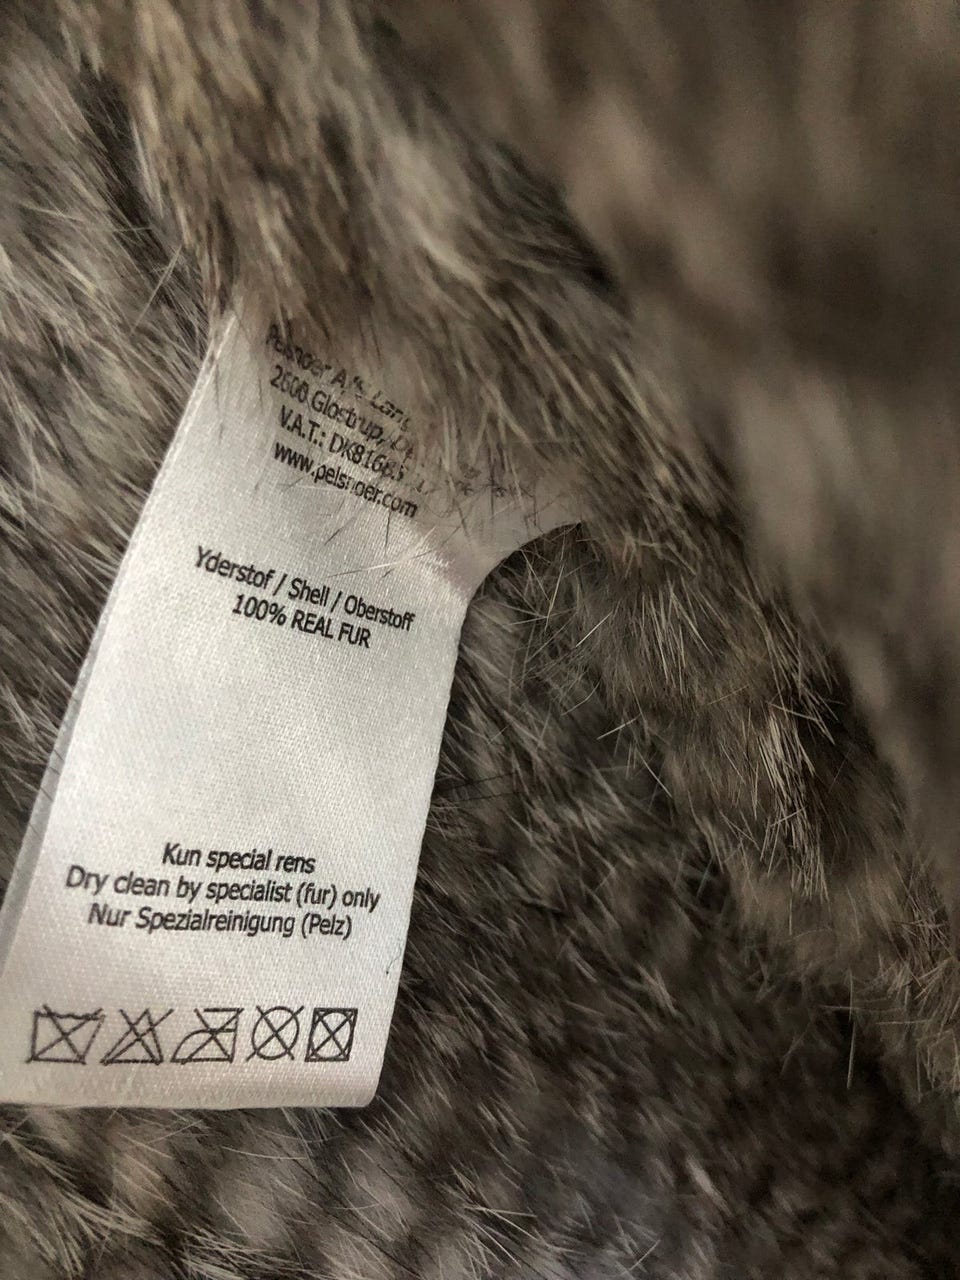 Pelsnoer A/S,
2600 Glostrup,
V.A.T.:
www.pelsnoer.com
Yderstof / Shell / Oberstoff
100% REAL FUR
Kun special rens
Dry clean by specialist (fur) only
Nur Spezialreinigung (Pelz)